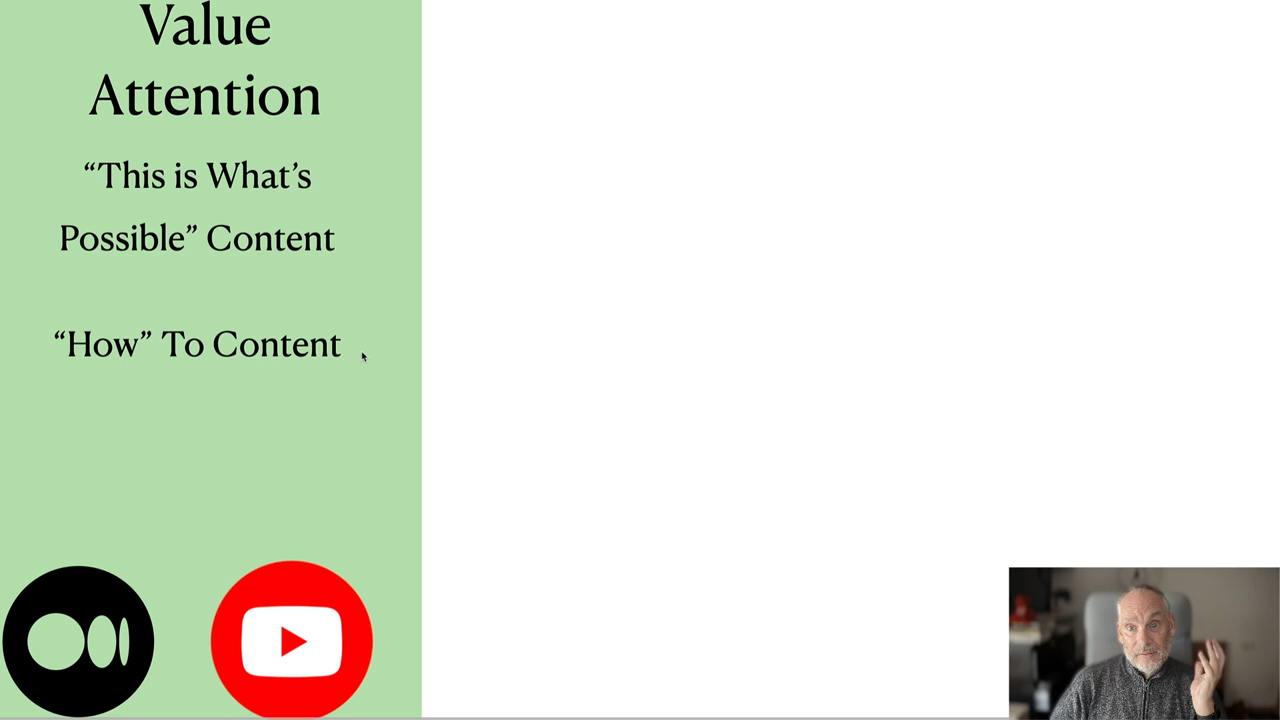 Value
Attention
“This is What’s
Possible” Content
“How” To Content